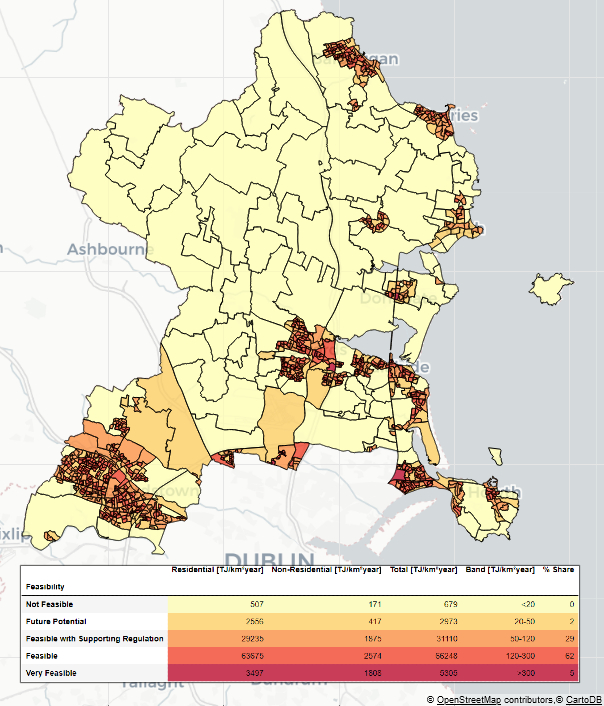 Ashbourne
DUBLIN
Residential [TJ/km²year] Non-Residential [TJ/km²year] Total [TJ/km²year] Band [TJ/km²year] % Share
Feasibility
Not Feasible 507 171 679 <20 0
Future Potential 2556 417 2973 20-50 2
Feasible with Supporting Regulation 29235 1875 31110 50-120 29
Feasible 63675 2574 66248 120-300 62
Very Feasible 3497 1808 5305 >300 5
© OpenStreetMap contributors,© CartoDB